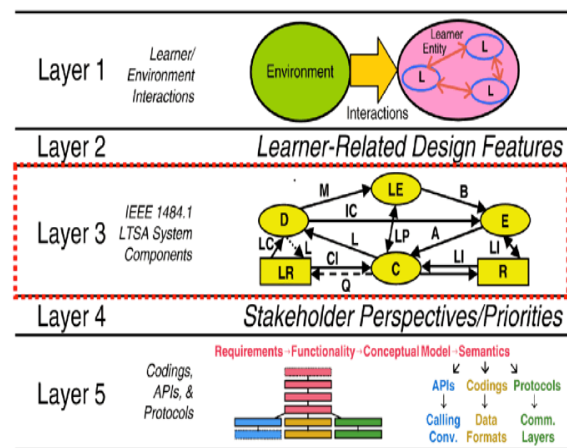 Layer 1
Learner/
Environment
Interactions
Environment
Interactions
Learner
Entity
L
L
L
Layer 2
Learner-Related Design Features
Layer 3
IEEE 1484.1
LTSA System
Components
LE
M
B
D
IC
E
LC
L
L
LP
A
LI
LR
CI
Q
C
LI
R
Layer 4
Stakeholder Perspectives/Priorities
Layer 5
Codings,
APIs, &
Protocols
Requirements→Functionality→Conceptual Model→Semantics
APIs Codings Protocols
Calling Data Comm.
Conv. Formats Layers